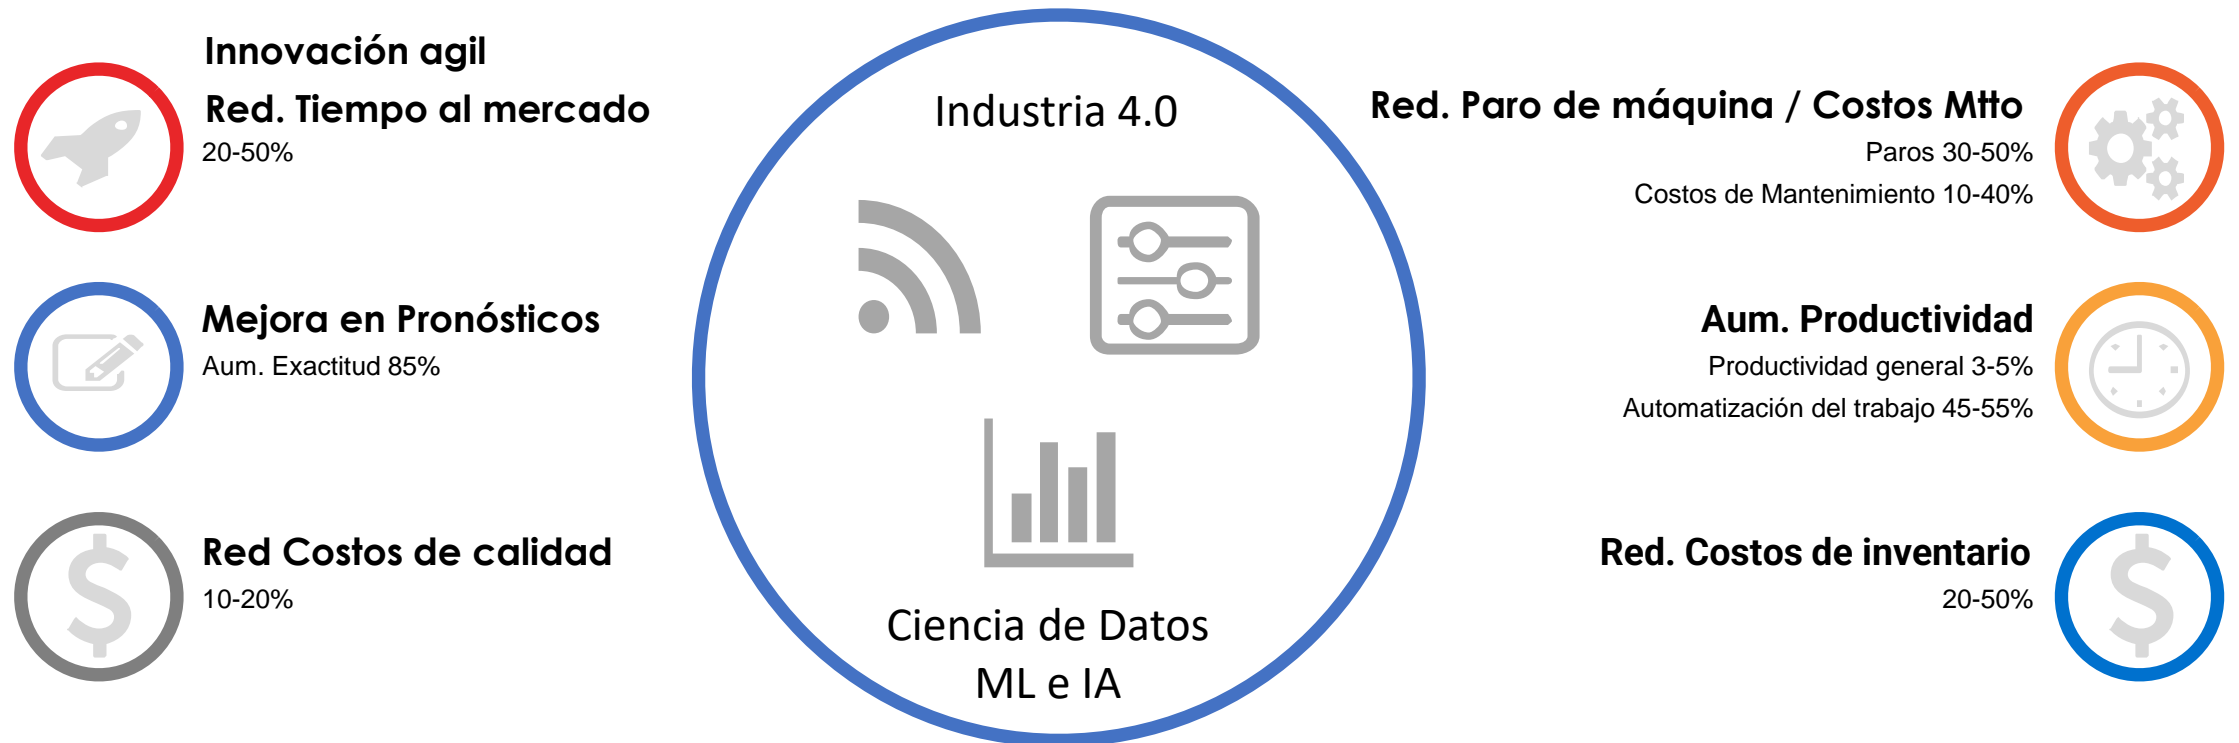 Innovación agil
Red. Tiempo al mercado
20-50%
Mejora en Pronósticos
Aum. Exactitud 85%
Red Costos de calidad
10-20%
Industria 4.0
Ciencia de Datos
ML e IA
Red. Paro de máquina / Costos Mtto
Paros 30-50%
Costos de Mantenimiento 10-40%
Aum. Productividad
Productividad general 3-5%
Automatización del trabajo 45-55%
Red. Costos de inventario
20-50%